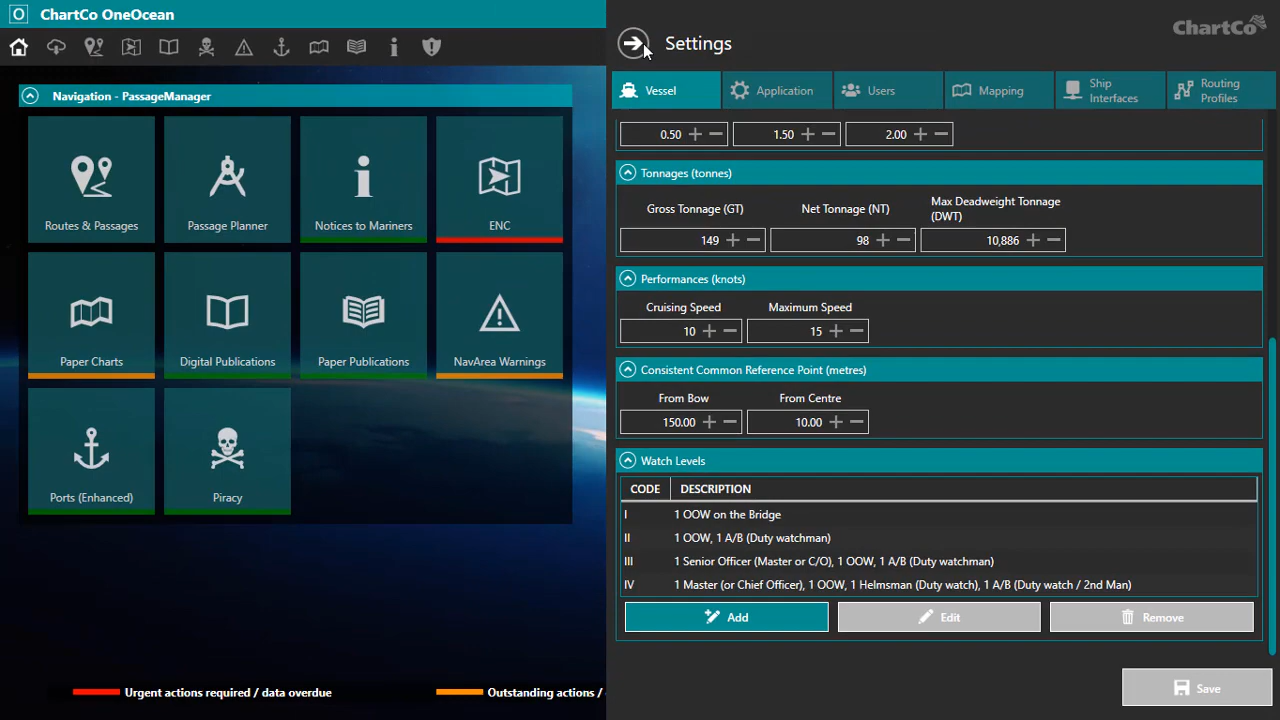 O ChartCo OneOcean
Navigation - PassageManager
Routes & Passages
Passage Planner
Notices to Mariners
ENC
Paper Charts
Digital Publications
Paper Publications
NavArea Warnings
Ports (Enhanced)
Piracy
Urgent actions required / data overdue
Outstanding actions /
Settings
ChartCo
Vessel
Application
Users
Mapping
Ship
Interfaces
Routing
Profiles
0.50 + − 1.50 + − 2.00 + −
Tonnages (tonnes)
Gross Tonnage (GT)
Net Tonnage (NT)
Max Deadweight Tonnage
(DWT)
149 + − 98 + − 10,886 + −
Performances (knots)
Cruising Speed
Maximum Speed
10 + − 15 + −
Consistent Common Reference Point (metres)
From Bow
From Centre
150.00 + − 10.00 + −
Watch Levels
CODE DESCRIPTION
I 1 OOW on the Bridge
II 1 OOW, 1 A/B (Duty watchman)
III 1 Senior Officer (Master or C/O), 1 OOW, 1 A/B (Duty watchman)
IV 1 Master (or Chief Officer), 1 OOW, 1 Helmsman (Duty watch), 1 A/B (Duty watch / 2nd Man)
Add
Edit
Remove
Save